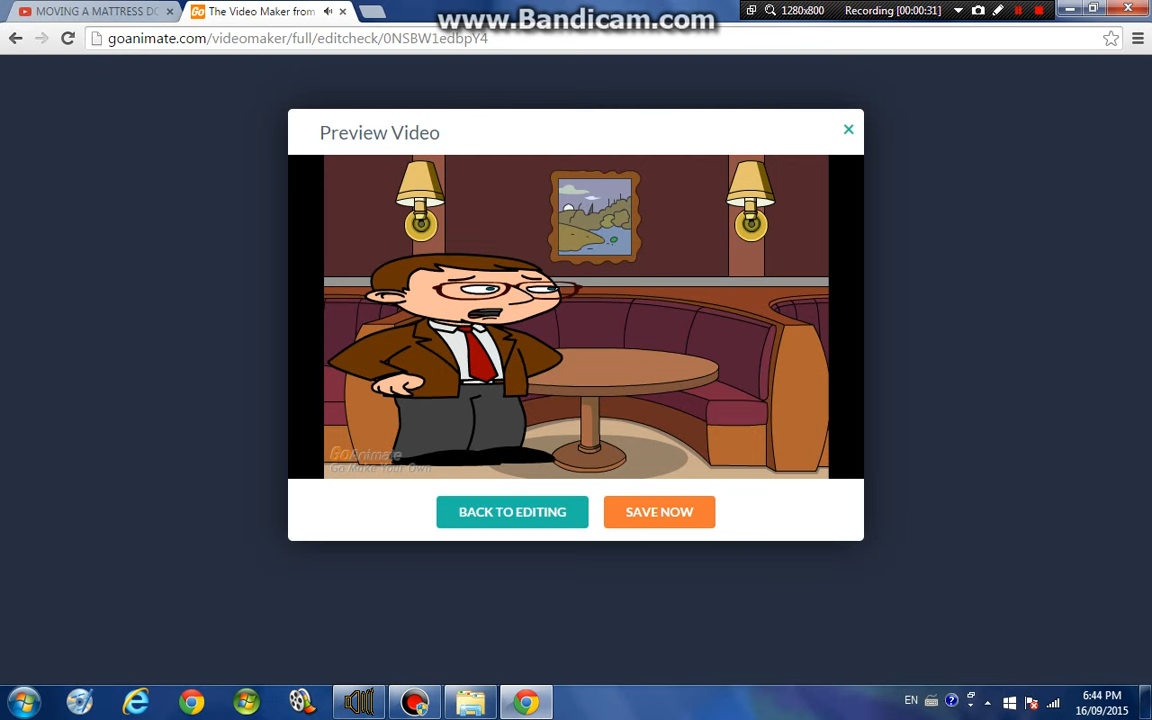 MOVING A MATTRESS DO
Go The Video Maker from
www.Bandicam.com
1280x800
Recording [00:00:31]
goanimate.com/videomaker/full/editcheck/0NSBW1edbpY4
Preview Video
GoAnimate
Go Make Your Own
BACK TO EDITING
SAVE NOW
EN
6:44 PM
16/09/2015